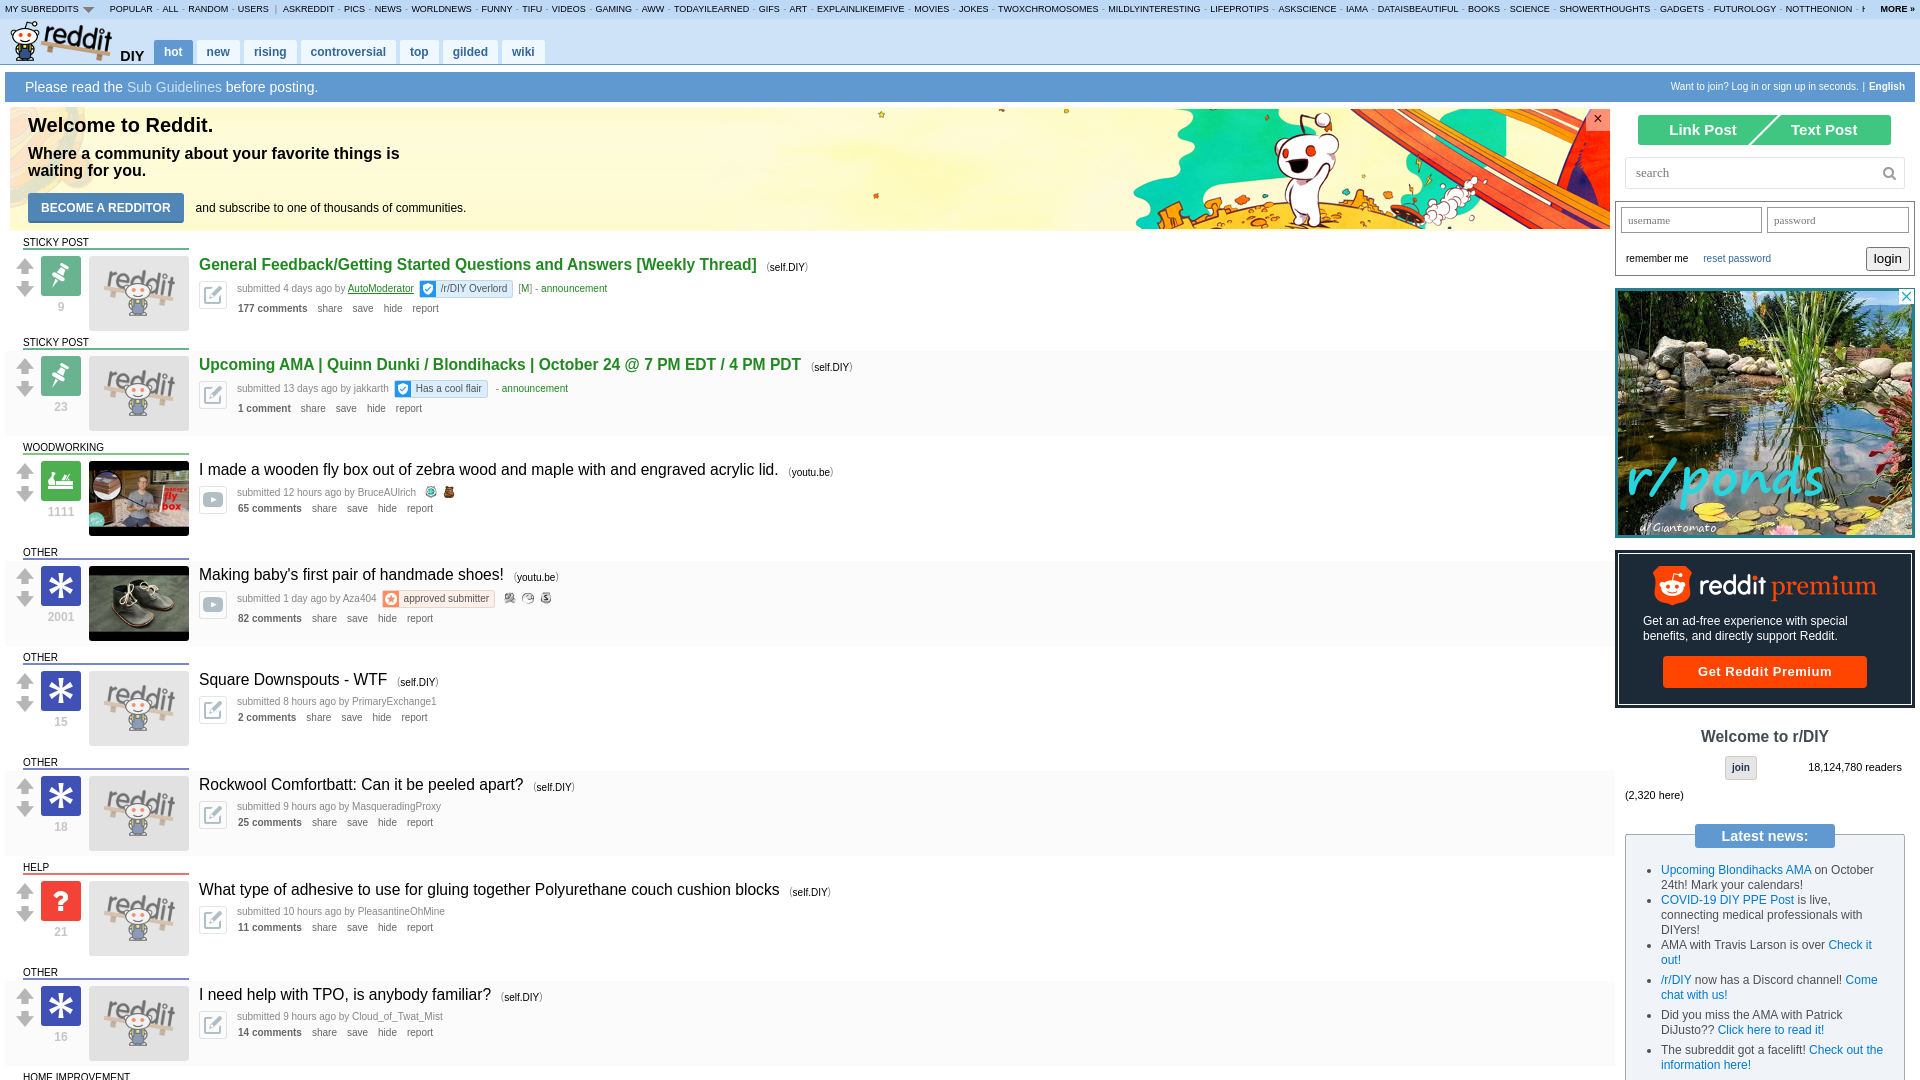 MY SUBREDDITS POPULAR - ALL - RANDOM - USERS | ASKREDDIT - PICS - NEWS - WORLDNEWS - FUNNY - TIFU - VIDEOS - GAMING - AWW - TODAYILEARNED - GIFS - ART - EXPLAINLIKEIMFIVE - MOVIES - JOKES - TWOXCHROMOSOMES - MILDLYINTERESTING - LIFEPROTIPS - ASKSCIENCE - IAMA - DATAISBEAUTIFUL - BOOKS - SCIENCE - SHOWERTHOUGHTS - GADGETS - FUTUROLOGY - NOTTHEONION - MORE »
reddit DIY hot new rising controversial top gilded wiki
Please read the Sub Guidelines before posting.
Want to join? Log in or sign up in seconds. | English
Welcome to Reddit.
Where a community about your favorite things is
waiting for you.
BECOME A REDDITOR and subscribe to one of thousands of communities.
×
STICKY POST
9
General Feedback/Getting Started Questions and Answers [Weekly Thread] (self.DIY)
submitted 4 days ago by AutoModerator /r/DIY Overlord [M] - announcement
177 comments share save hide report
STICKY POST
23
Upcoming AMA | Quinn Dunki / Blondihacks | October 24 @ 7 PM EDT / 4 PM PDT (self.DIY)
submitted 13 days ago by jakkarth Has a cool flair - announcement
1 comment share save hide report
WOODWORKING
1111
fly
box
I made a wooden fly box out of zebra wood and maple with and engraved acrylic lid. (youtu.be)
submitted 12 hours ago by BruceAUlrich
65 comments share save hide report
OTHER
2001
Making baby's first pair of handmade shoes! (youtu.be)
submitted 1 day ago by Aza404 approved submitter
82 comments share save hide report
OTHER
15
Square Downspouts - WTF (self.DIY)
submitted 8 hours ago by PrimaryExchange1
2 comments share save hide report
OTHER
18
Rockwool Comfortbatt: Can it be peeled apart? (self.DIY)
submitted 9 hours ago by MasqueradingProxy
25 comments share save hide report
HELP
21
?
What type of adhesive to use for gluing together Polyurethane couch cushion blocks (self.DIY)
submitted 10 hours ago by PleasantineOhMine
11 comments share save hide report
OTHER
16
I need help with TPO, is anybody familiar? (self.DIY)
submitted 9 hours ago by Cloud_of_Twat_Mist
14 comments share save hide report
HOME IMPROVEMENT
Link Post Text Post
search
username password
remember me reset password login
r/ponds
u/Giantomato
reddit premium
Get an ad-free experience with special
benefits, and directly support Reddit.
Get Reddit Premium
Welcome to r/DIY
join 18,124,780 readers
(2,320 here)
Latest news:
Upcoming Blondihacks AMA on October
24th! Mark your calendars!
COVID-19 DIY PPE Post is live,
connecting medical professionals with
DIYers!
AMA with Travis Larson is over Check it
out!
/r/DIY now has a Discord channel! Come
chat with us!
Did you miss the AMA with Patrick
DiJusto?? Click here to read it!
The subreddit got a facelift! Check out the
information here!